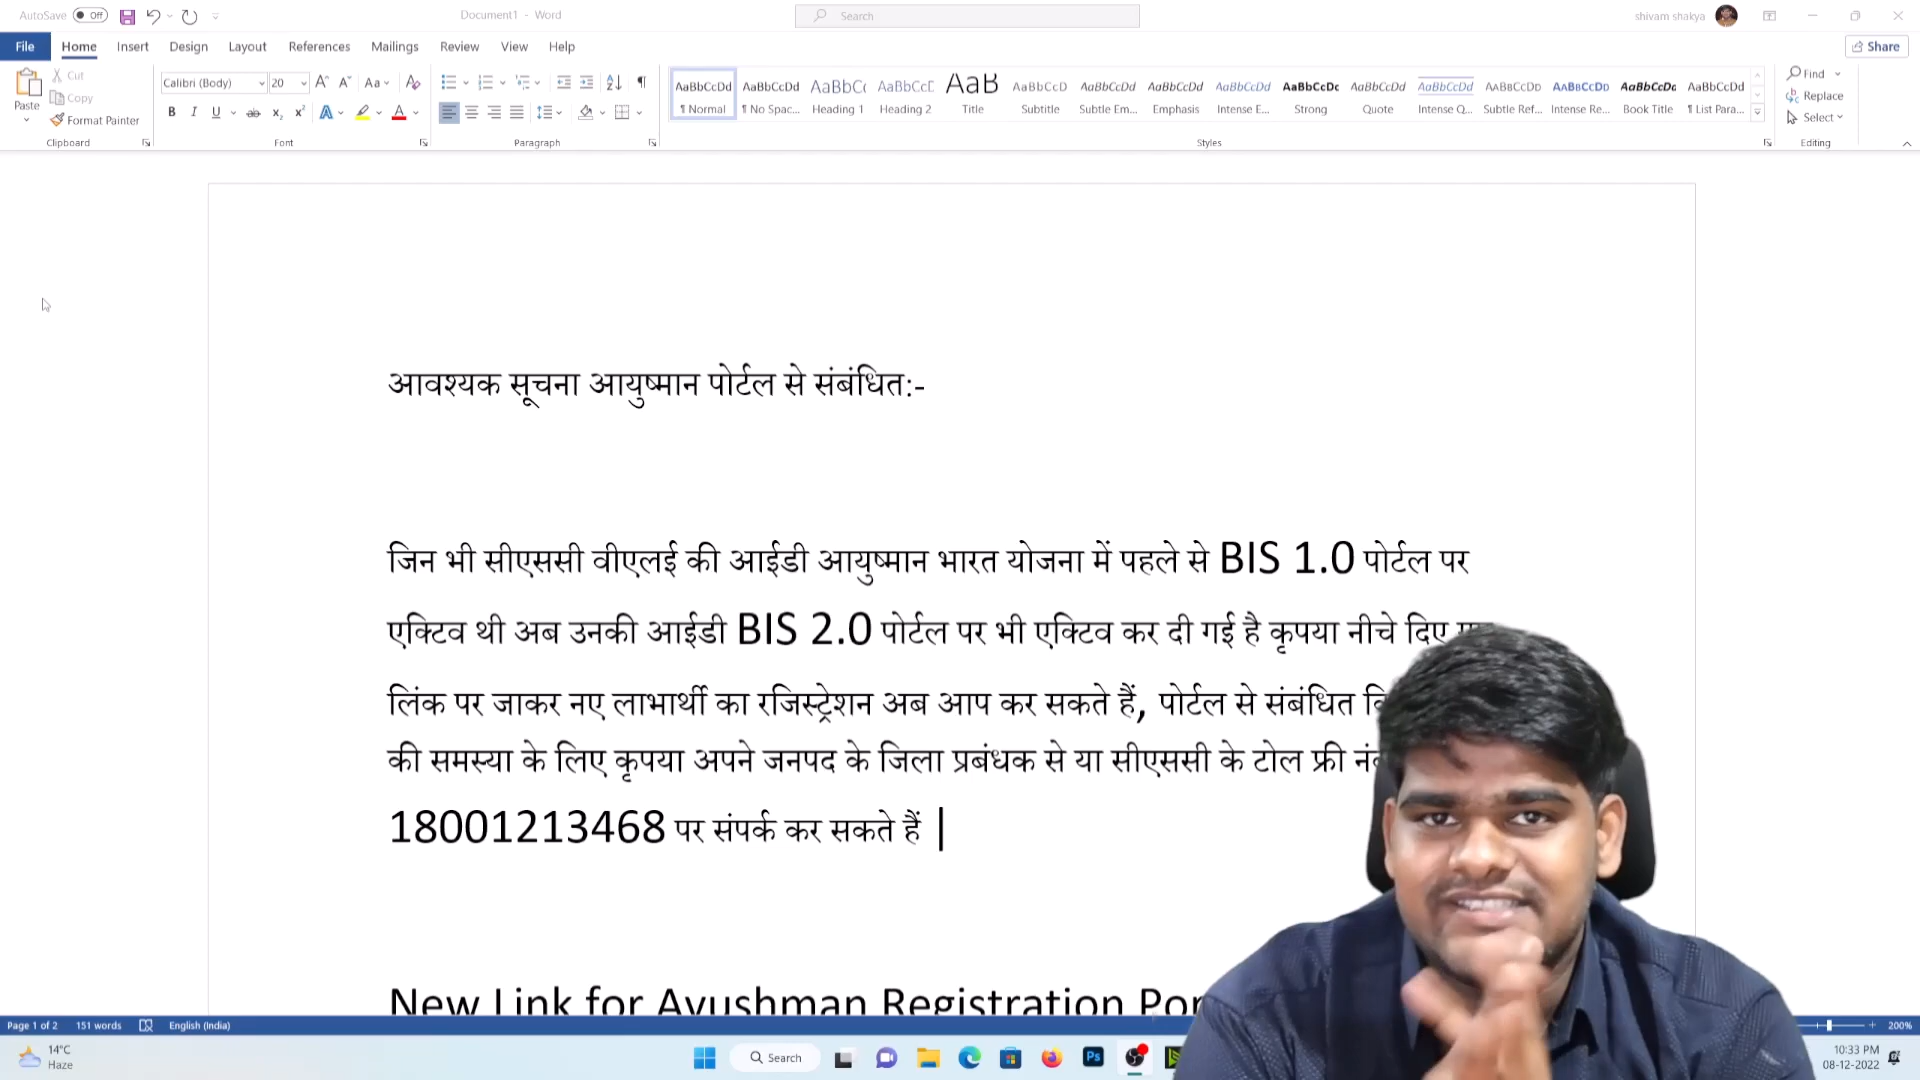 AutoSave Off Document1 - Word Search shivam shakya
File Home Insert Design Layout References Mailings Review View Help Share
Paste Cut Copy Format Painter
Calibri (Body) 20 Aa
B I U ab x₂ x² A A
AaBbCcDd AaBbCcDd AaBbC AaBbCcD AaB AaBbCcD AaBbCcDd AaBbCcDd AaBbCcDd AaBbCcDc AaBbCcDd AaBbCcDd AaBbCcDd AaBbCcDd AaBbCcDd AaBbCcDd
¶ Normal ¶ No Spac... Heading 1 Heading 2 Title Subtitle Subtle Em... Emphasis Intense E... Strong Quote Intense Q... Subtle Ref... Intense Re... Book Title ¶ List Para...
Find
Replace
Select
Clipboard Font Paragraph Styles Editing
आवश्यक सूचना आयुष्मान पोर्टल से संबंधित:-
जिन भी सीएससी वीएलई की आईडी आयुष्मान भारत योजना में पहले से BIS 1.0 पोर्टल पर
एक्टिव थी अब उनकी आईडी BIS 2.0 पोर्टल पर भी एक्टिव कर दी गई है कृपया नीचे दिए
लिंक पर जाकर नए लाभार्थी का रजिस्ट्रेशन अब आप कर सकते हैं, पोर्टल से संबंधित
की समस्या के लिए कृपया अपने जनपद के जिला प्रबंधक से या सीएससी के टोल फ्री
18001213468 पर संपर्क कर सकते हैं |
New Link for Ayushman Registration
Page 1 of 2 151 words English (India) 200%
14°C
Haze
Search
Ps
10:33 PM
08-12-2022